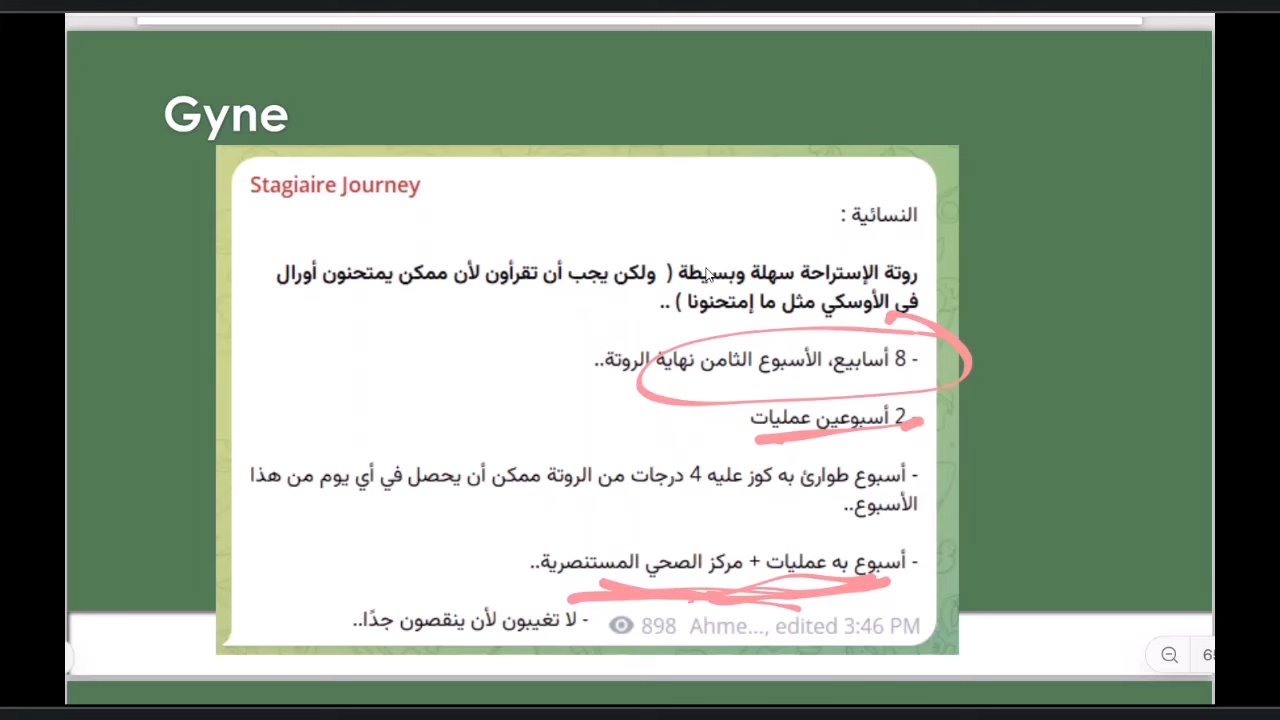 Gyne
Stagiaire Journey
النسائية :
روتة الإستراحة سهلة وبسيطة ( ولكن يجب أن تقرأون لأن ممكن يمتحنون أورال
في الأوسكي مثل ما إمتحنونا ) ..
- 8 أسابيع، الأسبوع الثامن نهاية الروتة..
2 أسبوعين عمليات
- أسبوع طوارئ به كوز عليه 4 درجات من الروتة ممكن أن يحصل في أي يوم من هذا
الأسبوع..
- أسبوع به عمليات + مركز الصحي المستنصرية..
- لا تغيبون لأن ينقصون جدًا..
898 Ahme..., edited 3:46 PM